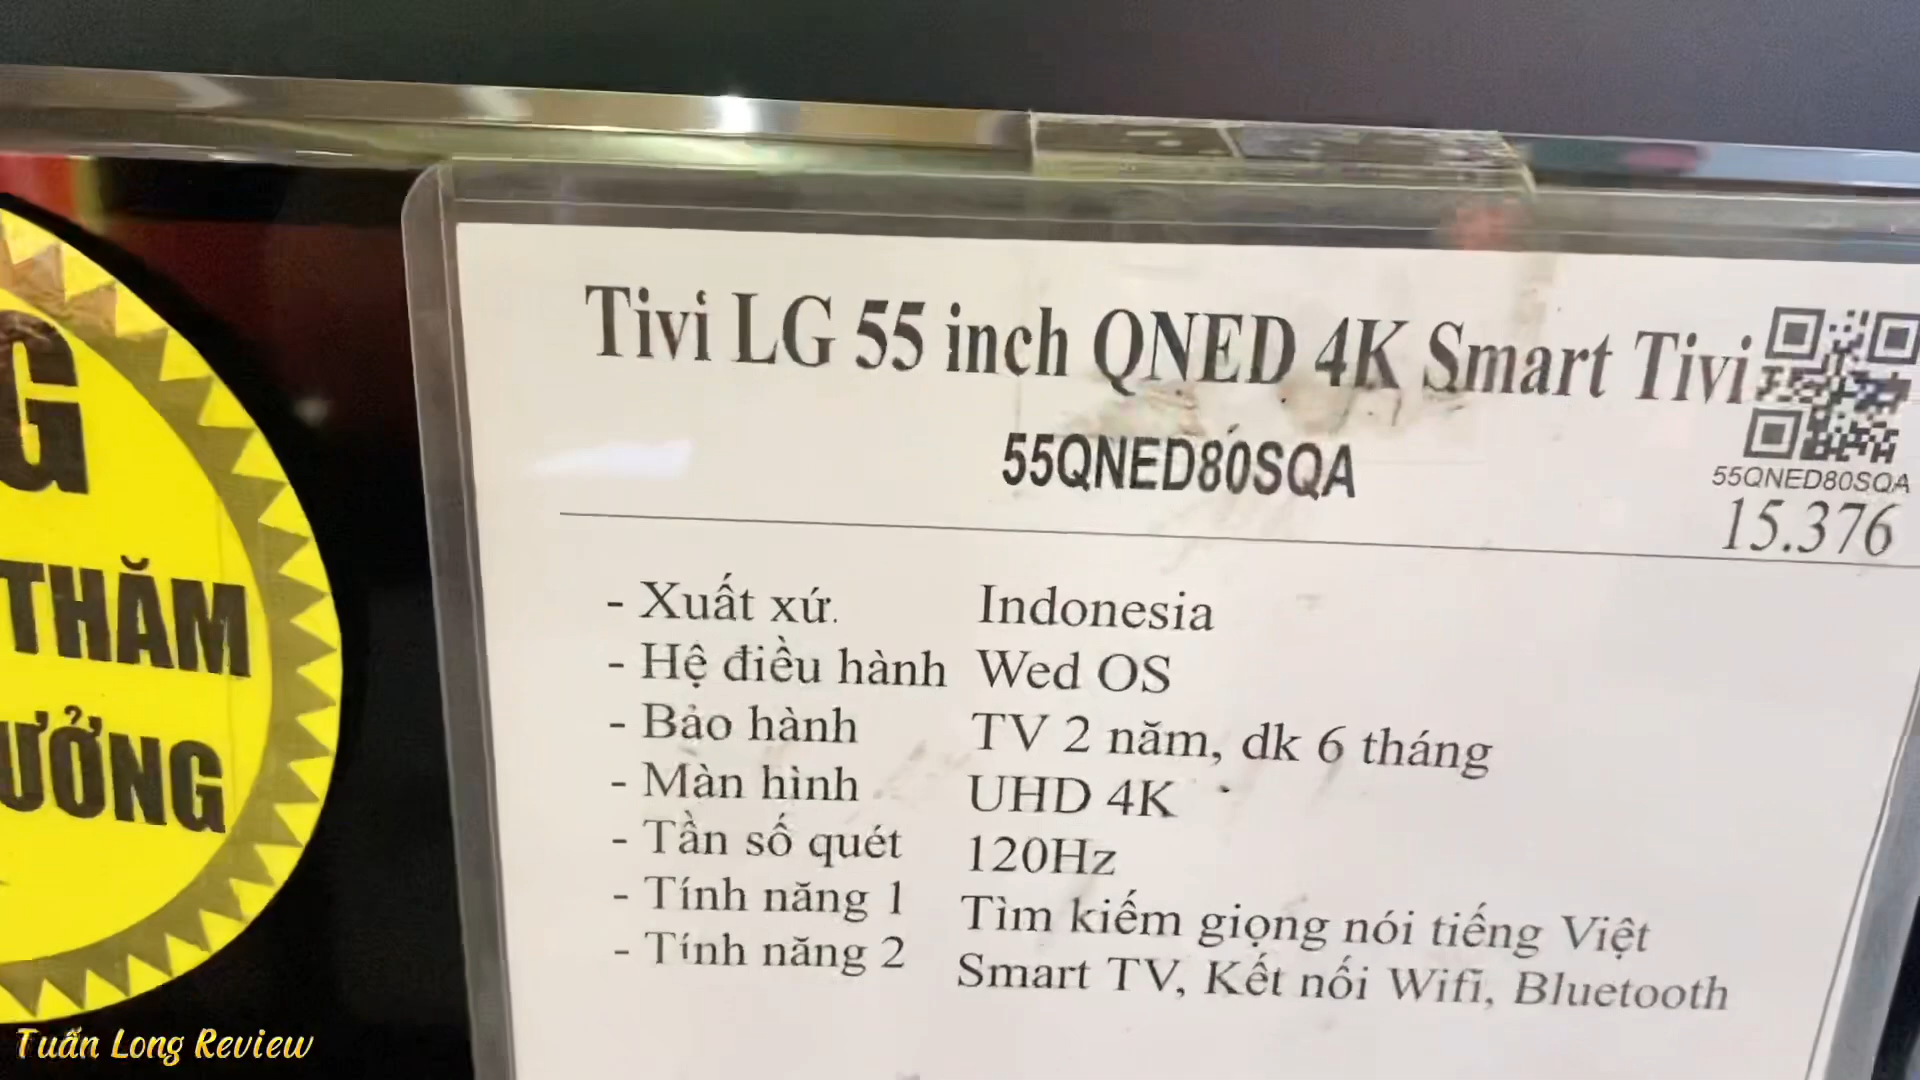 Tivi LG 55 inch QNED 4K Smart Tivi
55QNED80SQA
55QNED80SQA
15.376
- Xuất xứ. Indonesia
- Hệ điều hành Wed OS
- Bảo hành TV 2 năm, dk 6 tháng
- Màn hình UHD 4K
- Tần số quét 120Hz
- Tính năng 1 Tìm kiếm giọng nói tiếng Việt
- Tính năng 2 Smart TV, Kết nối Wifi, Bluetooth
G
THĂM
ƯỞNG
Tuấn Long Review